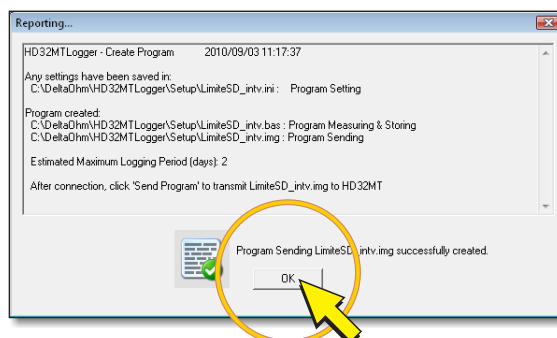 Reporting...
HD32MTLogger - Create Program 2010/09/03 11:17:37
Any settings have been saved in:
C:\DeltaOhm\HD32MTLogger\Setup\LimiteSD_intv.ini : Program Setting
Program created:
C:\DeltaOhm\HD32MTLogger\Setup\LimiteSD_intv.bas : Program Measuring & Storing
C:\DeltaOhm\HD32MTLogger\Setup\LimiteSD_intv.img : Program Sending
Estimated Maximum Logging Period (days): 2
After connection, click 'Send Program' to transmit LimiteSD_intv.img to HD32MT
Program Sending LimiteSD_intv.img successfully created.
OK